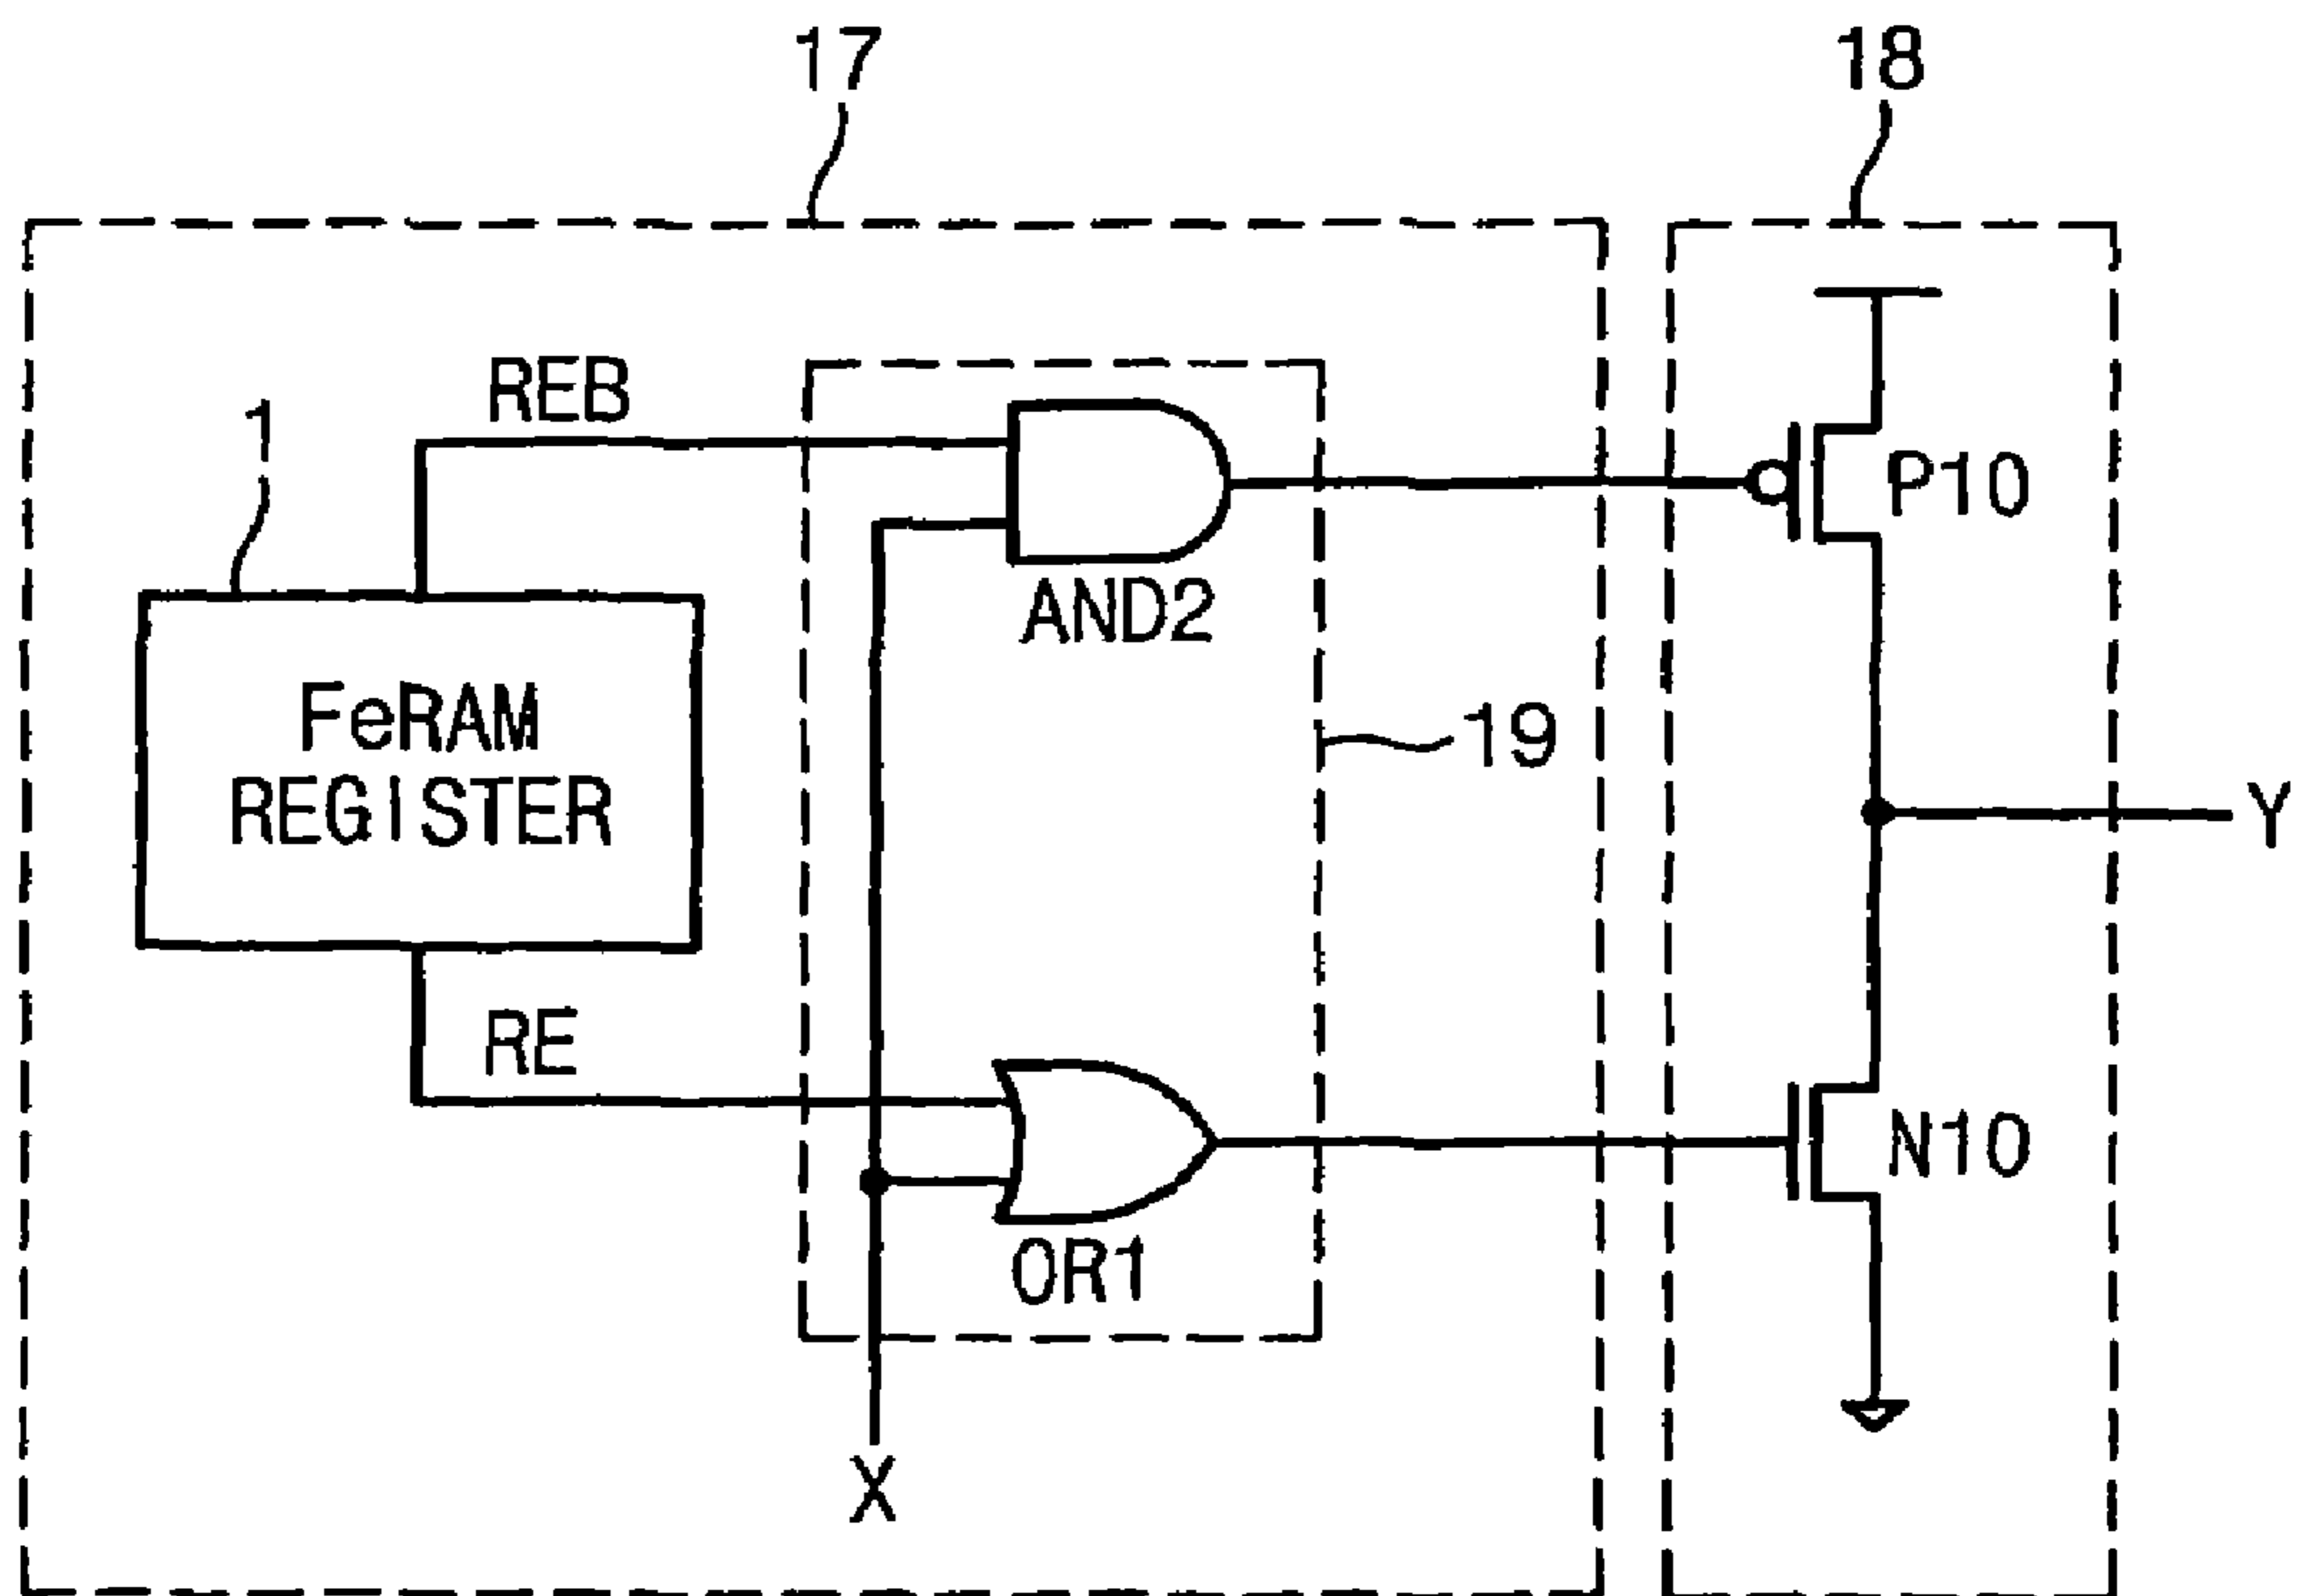 17
18
REB
1
P10
AND2
FeRAM
REGISTER
19
Y
RE
N10
OR1
X